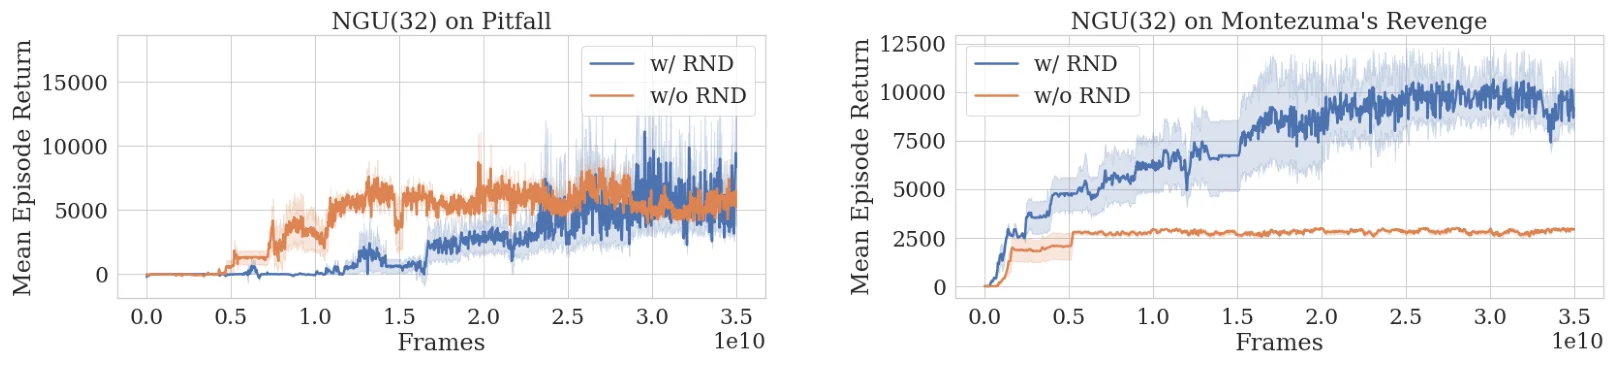 NGU(32) on Pitfall
Mean Episode Return
15000
10000
5000
0
w/ RND
w/o RND
0.0 0.5 1.0 1.5 2.0 2.5 3.0 3.5
Frames
1e10
NGU(32) on Montezuma's Revenge
Mean Episode Return
12500
10000
7500
5000
2500
0
w/ RND
w/o RND
0.0 0.5 1.0 1.5 2.0 2.5 3.0 3.5
Frames
1e10